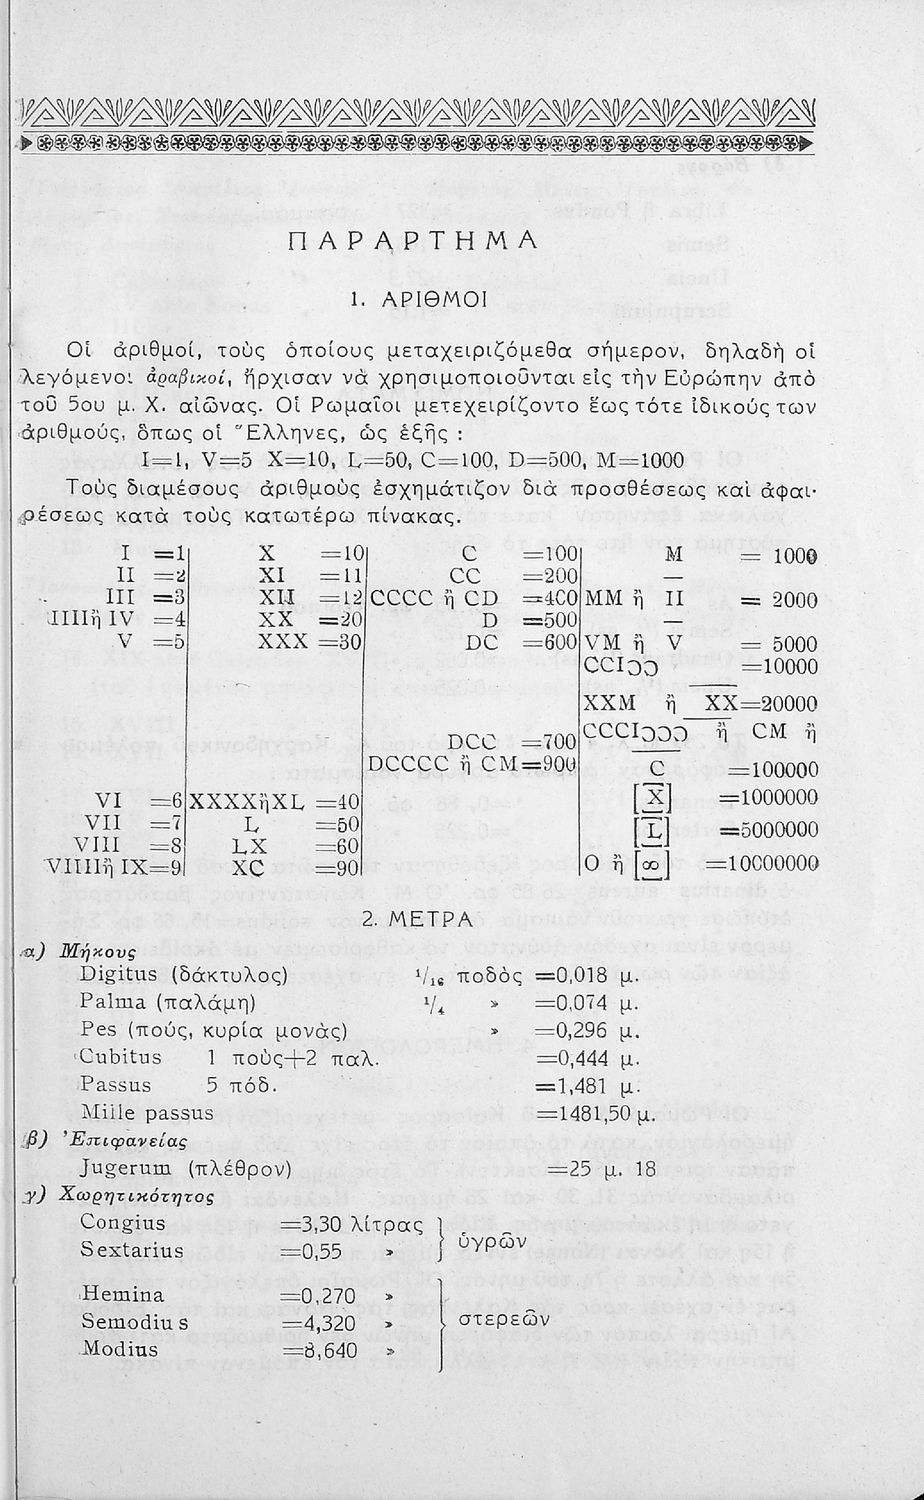 ΠΑΡΑΡΤΗΜΑ
1. ΑΡΙΘΜΟΙ
Οἱ ἀριθμοί, τοὺς ὁποίους μεταχειριζόμεθα σήμερον, δηλαδὴ οἱ
λεγόμενοι ἀραβικοί, ἤρχισαν νὰ χρησιμοποιοῦνται εἰς τὴν Εὐρώπην ἀπὸ
τοῦ 5ου μ. Χ. αἰῶνας. Οἱ Ρωμαῖοι μετεχειρίζοντο ἕως τότε ἰδικούς των
ἀριθμούς, ὅπως οἱ Ἕλληνες, ὡς ἑξῆς :
I=1, V=5 X=10, L=50, C=100, D=500, M=1000
Τοὺς διαμέσους ἀριθμοὺς ἐσχημάτιζον διὰ προσθέσεως καὶ ἀφαι-
ρέσεως κατὰ τοὺς κατωτέρω πίνακας.
I =1 X =10 C =100 M = 1000
II =2 XI =11 CC =200 —
III =3 XII =12 CCCC ἢ CD =400 MM ἢ II = 2000
IIIIἢ IV =4 XX =20 D =500 —
V =5 XXX =30 DC =600 VM ἢ V = 5000
CCIↃↃ =10000
XXM ἢ XX=20000
DCC =700 CCCIↃↃↃ ἢ CM ἢ
DCCCC ἢ CM=900 C =100000
VI =6 XXXXἢXL =40 [X] =1000000
VII =7 L =50
VIII =8 LX =60 [L] =5000000
VIIIIἢ IX=9 XC =90 O ἢ [∞] =10000000
2. ΜΕΤΡΑ
α) Μήκους
Digitus (δάκτυλος) 1/16 ποδὸς =0,018 μ.
Palma (παλάμη) 1/4 » =0,074 μ.
Pes (πούς, κυρία μονὰς) » =0,296 μ.
Cubitus 1 ποὺς+2 παλ. =0,444 μ.
Passus 5 πόδ. =1,481 μ.
Mille passus =1481,50 μ.
β) Ἐπιφανείας
Jugerum (πλέθρον) =25 μ. 18
γ) Χωρητικότητος
Congius =3,30 λίτρας
Sextarius =0,55 » } ὑγρῶν
Hemina =0,270 »
Semodius =4,320 » } στερεῶν
Modius =8,640 »